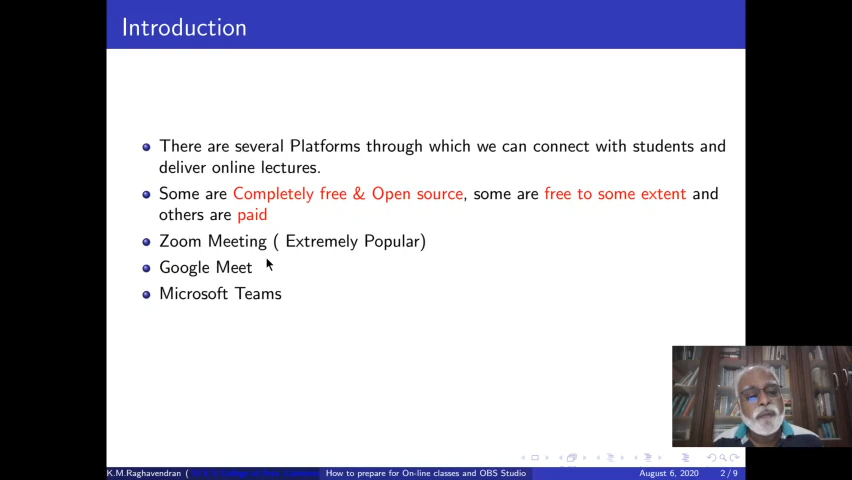 Introduction
There are several Platforms through which we can connect with students and
deliver online lectures.
Some are Completely free & Open source, some are free to some extent and
others are paid
Zoom Meeting ( Extremely Popular)
Google Meet
Microsoft Teams
K.M.Raghavendran (
How to prepare for On-line classes and OBS Studio
August 6, 2020
2 / 9